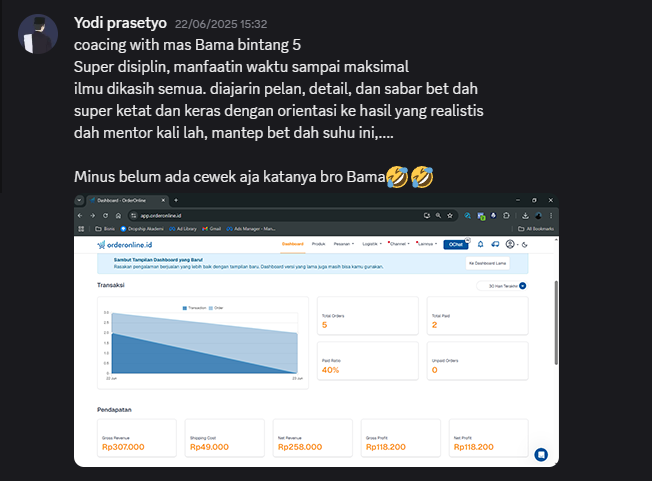 Yodi prasetyo 22/06/2025 15:32
coacing with mas Bama bintang 5
Super disiplin, manfaatin waktu sampai maksimal
ilmu dikasih semua. diajarin pelan, detail, dan sabar bet dah
super ketat dan keras dengan orientasi ke hasil yang realistis
dah mentor kali lah, mantep bet dah suhu ini,....
Minus belum ada cewek aja katanya bro Bama🤣🤣
Dashboard - OrderOnline
app.orderonline.id
Bisnis Dropship Akademi Ad Library Gmail Ads Manager - Man... All Bookmarks
orderonline.id Dashboard Produk Pesanan Logistik Channel Lainnya OChat
Sambut Tampilan Dashboard yang Baru!
Rasakan pengalaman berjualan yang lebih baik dengan tampilan baru. Dashboard versi yang lama juga masih bisa kamu gunakan.
Ke Dashboard Lama
Transaksi 30 Hari Terakhir
Transaction Order
3.0
2.5
2.0
1.5
1.0
0.5
0
Total Orders
5
Total Paid
2
Paid Ratio
40%
Unpaid Orders
0
Pendapatan
Gross Revenue
Rp307.000
Shipping Cost
Rp49.000
Net Revenue
Rp258.000
Gross Profit
Rp118.200
Net Profit
Rp118.200